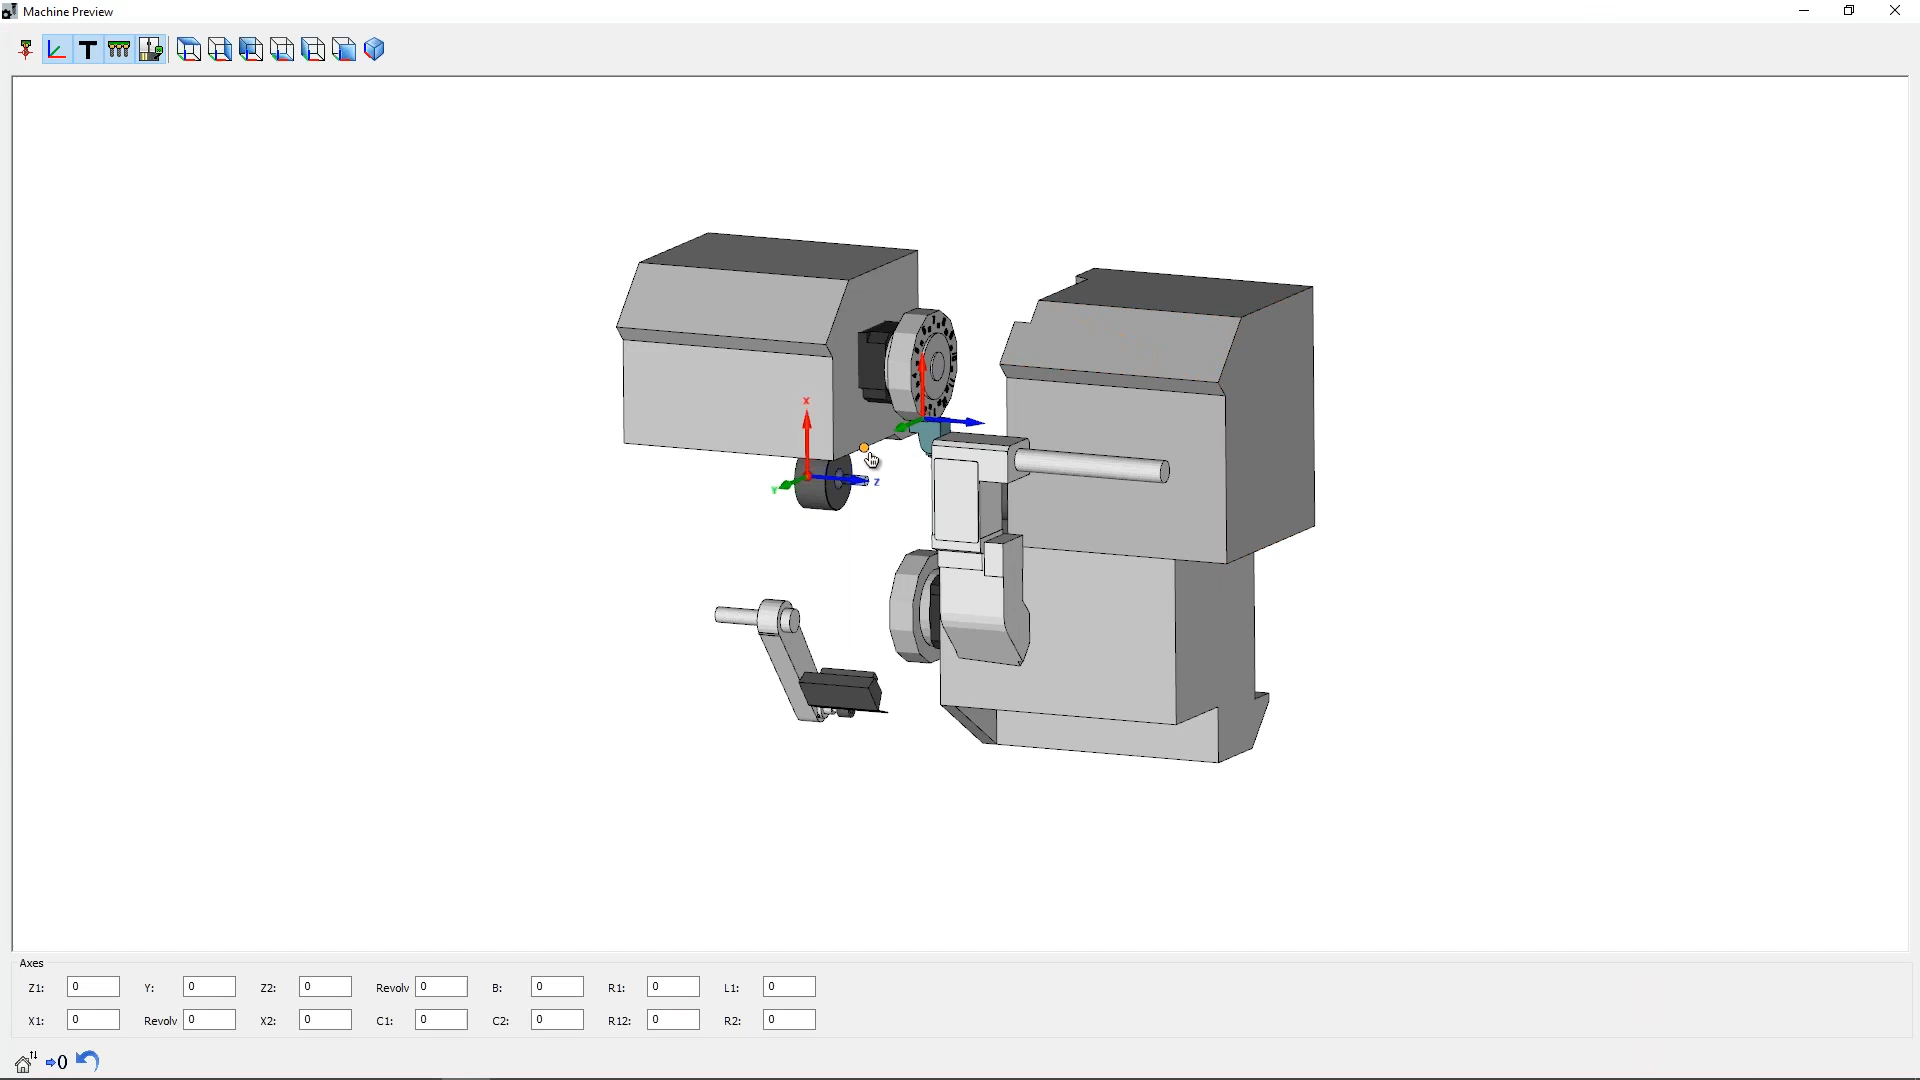 Machine Preview
X
Y
Z
Axes
Z1: 0 Y: 0 Z2: 0 Revolv 0 B: 0 R1: 0 L1: 0
X1: 0 Revolv 0 X2: 0 C1: 0 C2: 0 R12: 0 R2: 0
0